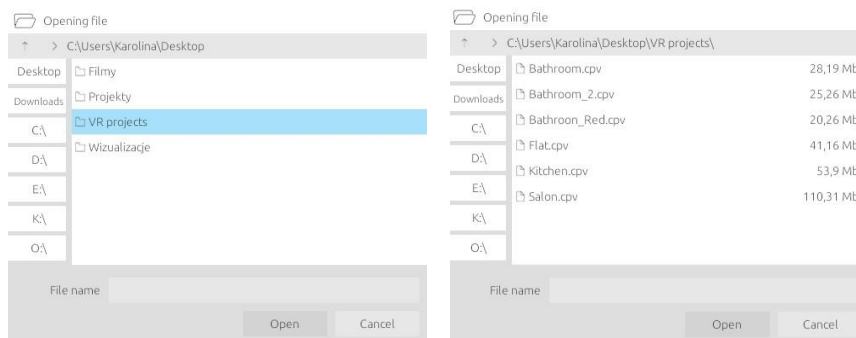 Opening file
C:\Users\Karolina\Desktop
Desktop
Downloads
C:\
D:\
E:\
K:\
O:\
Filmy
Projekty
VR projects
Wizualizacje
File name
Open Cancel
Opening file
C:\Users\Karolina\Desktop\VR projects\
Desktop
Downloads
C:\
D:\
E:\
K:\
O:\
Bathroom.cpv 28,19 Mb
Bathroom_2.cpv 25,26 Mb
Bathroon_Red.cpv 20,26 Mb
Flat.cpv 41,16 Mb
Kitchen.cpv 53,9 Mb
Salon.cpv 110,31 Mb
File name
Open Cancel